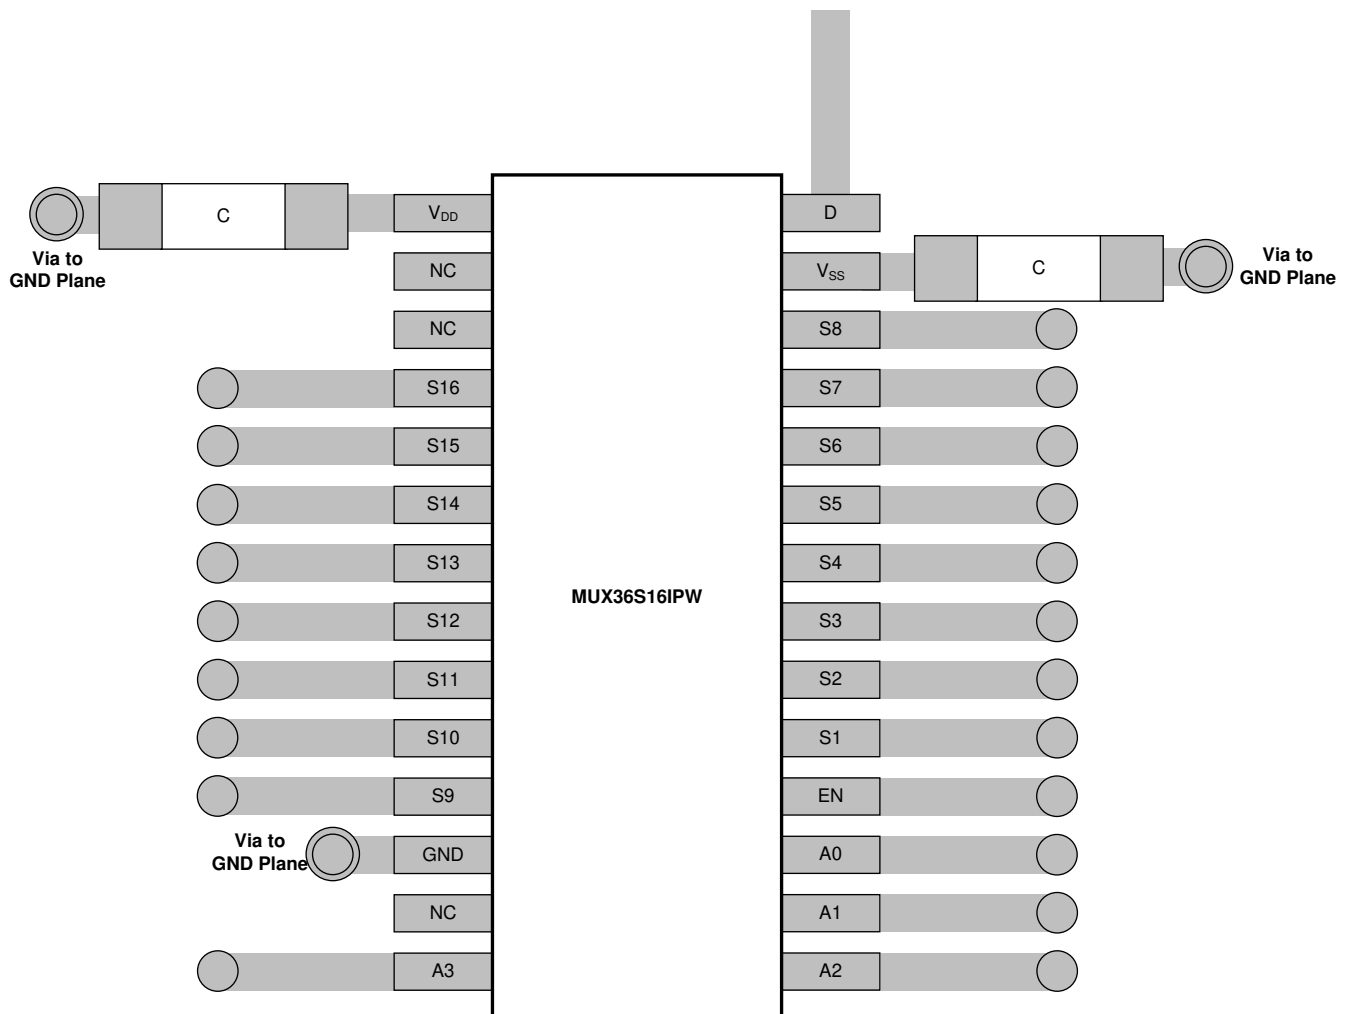 C
V_DD
D
Via to
GND Plane
NC
V_SS
C
Via to
GND Plane
NC
S8
S16
S7
S15
S6
S14
S5
S13
S4
MUX36S16IPW
S12
S3
S11
S2
S10
S1
S9
EN
Via to
GND Plane
GND
A0
NC
A1
A3
A2